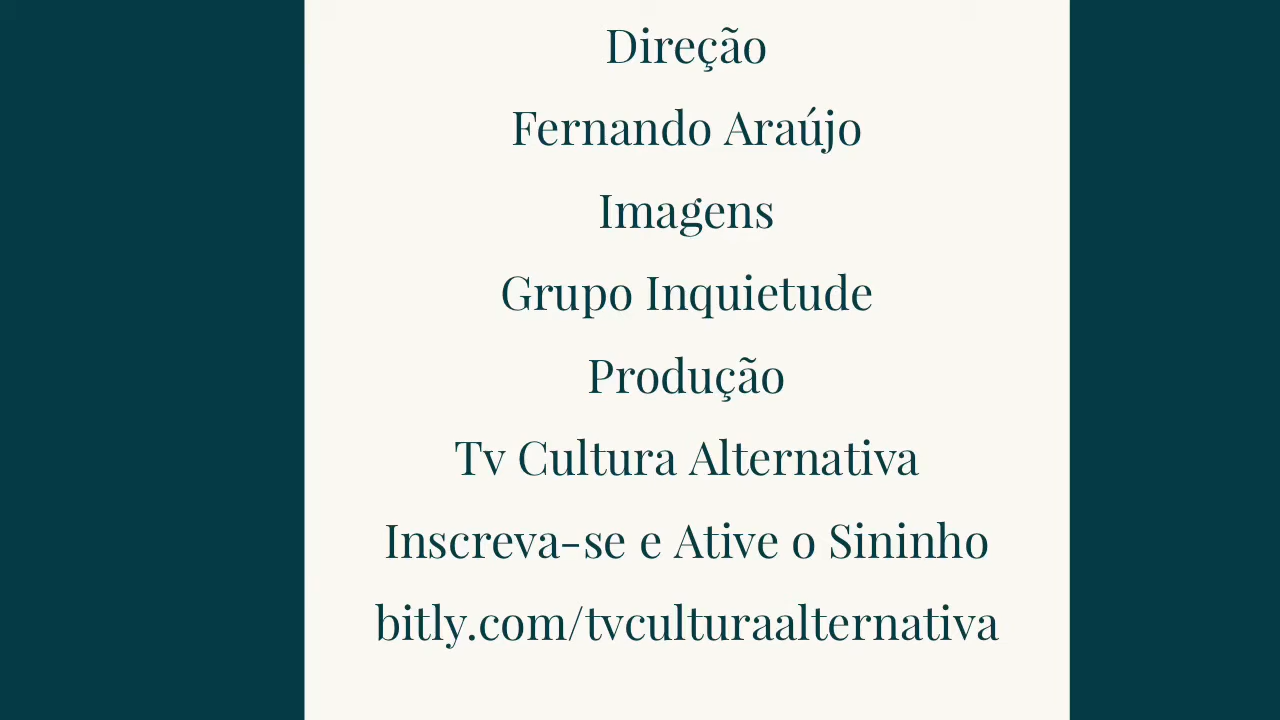 Direção
Fernando Araújo
Imagens
Grupo Inquietude
Produção
Tv Cultura Alternativa
Inscreva-se e Ative o Sininho
bitly.com/tvculturaalternativa